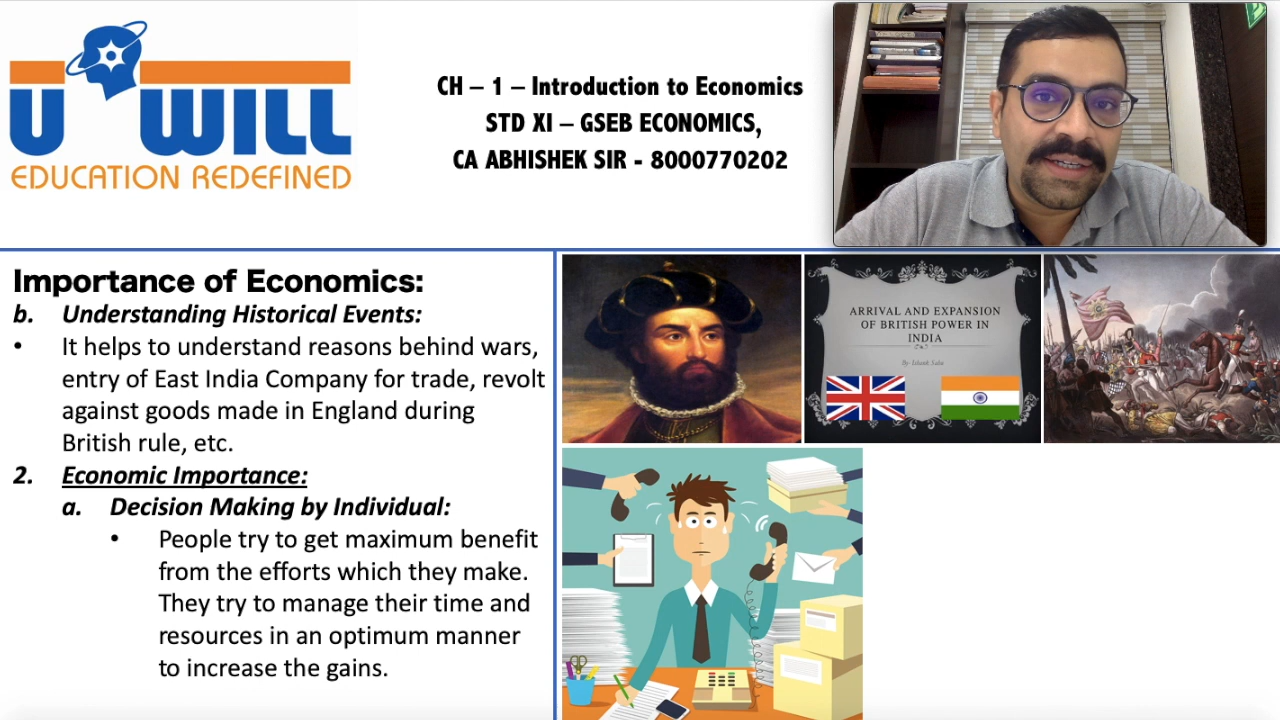 U WILL
EDUCATION REDEFINED
CH – 1 – Introduction to Economics
STD XI – GSEB ECONOMICS,
CA ABHISHEK SIR - 8000770202
Importance of Economics:
b. Understanding Historical Events:
• It helps to understand reasons behind wars,
entry of East India Company for trade, revolt
against goods made in England during
British rule, etc.
2. Economic Importance:
a. Decision Making by Individual:
• People try to get maximum benefit
from the efforts which they make.
They try to manage their time and
resources in an optimum manner
to increase the gains.
ARRIVAL AND EXPANSION
OF BRITISH POWER IN
INDIA
By